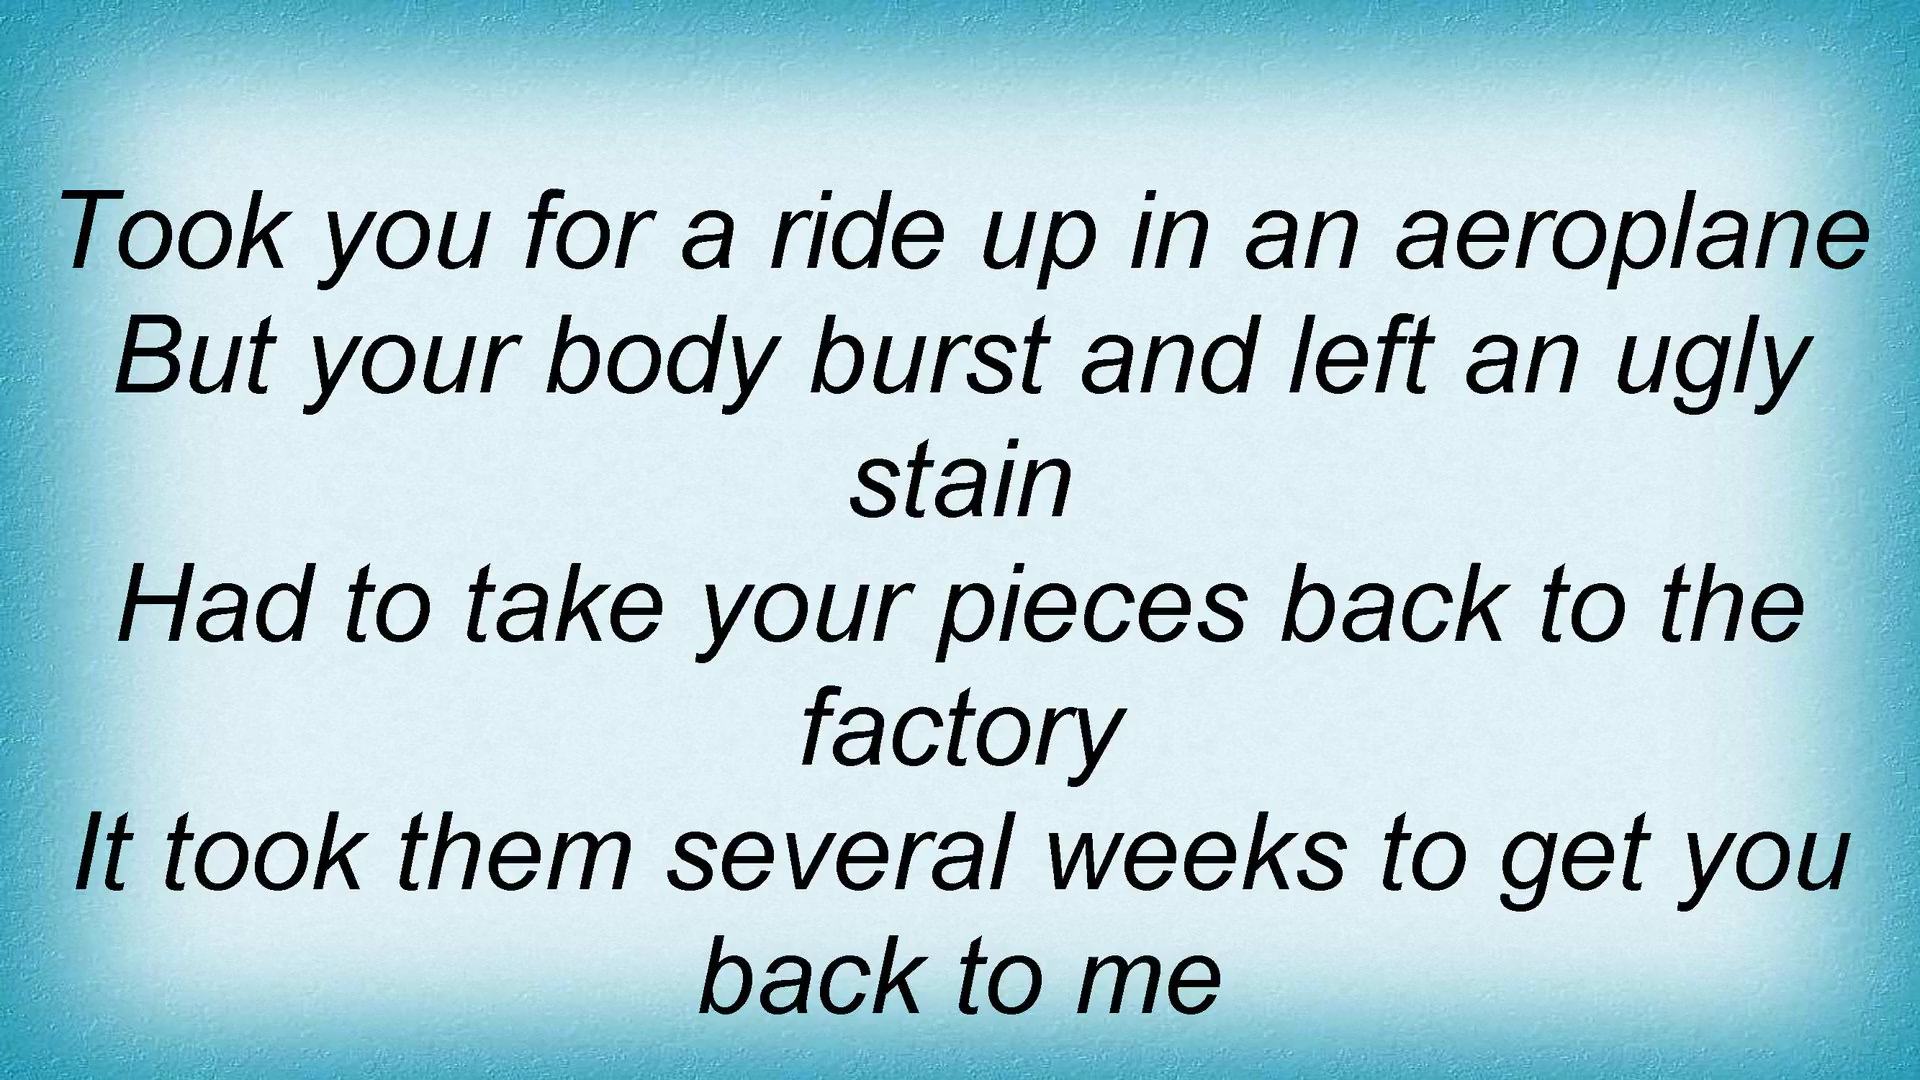 Took you for a ride up in an aeroplane
But your body burst and left an ugly
stain
Had to take your pieces back to the
factory
It took them several weeks to get you
back to me